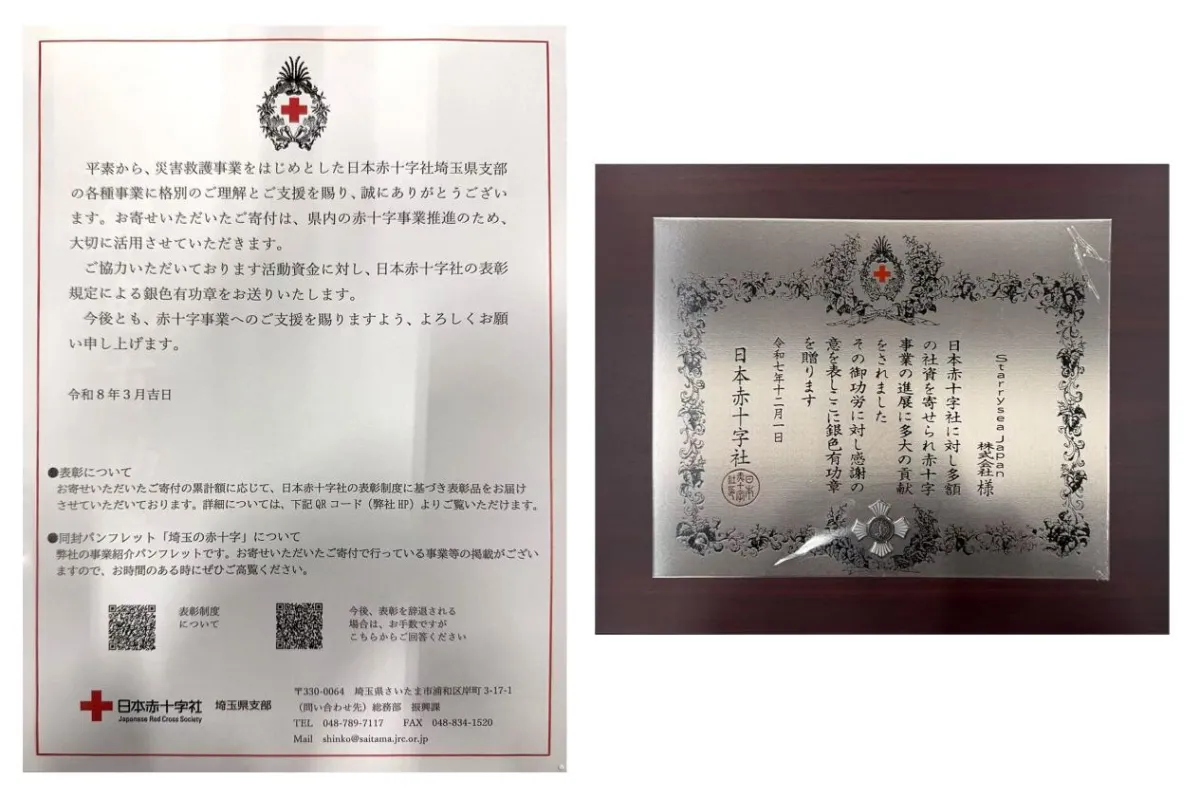 平素から、災害救護事業をはじめとした日本赤十字社埼玉県支部
の各種事業に格別のご理解とご支援を賜り、誠にありがとうござい
ます。お寄せいただいたご寄付は、県内の赤十字事業推進のため、
大切に活用させていただきます。
ご協力いただいております活動資金に対し、日本赤十字社の表彰
規定による銀色有功章をお送りいたします。
今後とも、赤十字事業へのご支援を賜りますよう、よろしくお願
い申し上げます。
令和8年3月吉日
●表彰について
お寄せいただいたご寄付の累計額に応じて、日本赤十字社の表彰制度に基づき表彰品をお届け
させていただいております。詳細については、下記QRコード（弊社HP）よりご覧いただけます。
●同封パンフレット「埼玉の赤十字」について
弊社の事業紹介パンフレットです。お寄せいただいたご寄付で行っている事業等の掲載がござい
ますので、お時間のある時にぜひご高覧ください。
表彰制度
について
今後、表彰を辞退される
場合は、お手数ですが
こちらからご回答ください
日本赤十字社 埼玉県支部
Japanese Red Cross Society
〒330-0064 埼玉県さいたま市浦和区岸町3-17-1
（問い合わせ先）総務部 振興課
TEL 048-789-7117 FAX 048-834-1520
Mail shinko@saitama.jrc.or.jp
Starrysea Japan
株式会社 様
日本赤十字社に対し多額
の社資を寄せられ赤十字
事業の進展に多大の貢献
をされました
その御功労に対し感謝の
意を表しここに銀色有功章
を贈ります
令和七年十二月一日
日本赤十字社